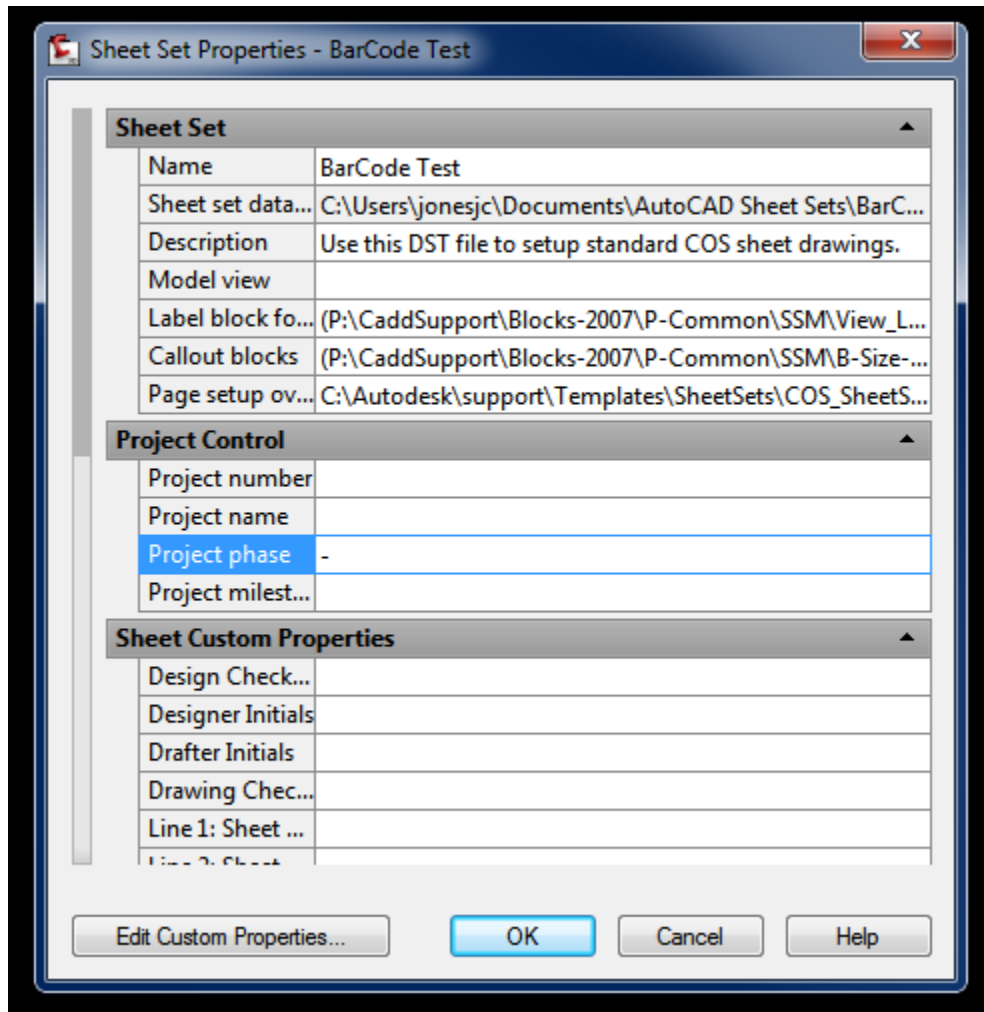 Sheet Set Properties - BarCode Test
Sheet Set
Name BarCode Test
Sheet set data... C:\Users\jonesjc\Documents\AutoCAD Sheet Sets\BarC...
Description Use this DST file to setup standard COS sheet drawings.
Model view
Label block fo... (P:\CaddSupport\Blocks-2007\P-Common\SSM\View_L...
Callout blocks (P:\CaddSupport\Blocks-2007\P-Common\SSM\B-Size-...
Page setup ov... C:\Autodesk\support\Templates\SheetSets\COS_SheetS...
Project Control
Project number
Project name
Project phase -
Project milest...
Sheet Custom Properties
Design Check...
Designer Initials
Drafter Initials
Drawing Chec...
Line 1: Sheet ...
Line 2: Sheet
Edit Custom Properties... OK Cancel Help